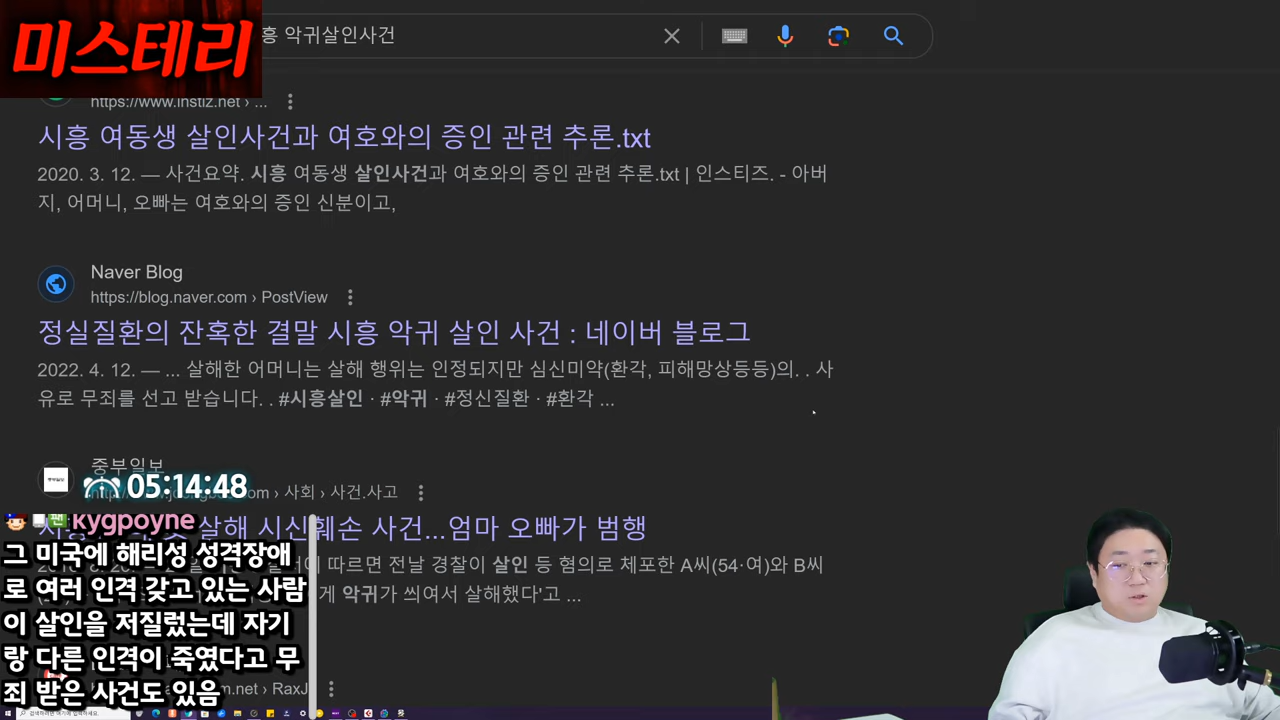 미스테리
흥 악귀살인사건
https://www.instiz.net › ...
시흥 여동생 살인사건과 여호와의 증인 관련 추론.txt
2020. 3. 12. — 사건요약. 시흥 여동생 살인사건과 여호와의 증인 관련 추론.txt | 인스티즈. - 아버
지, 어머니, 오빠는 여호와의 증인 신분이고,
Naver Blog
https://blog.naver.com › PostView
정실질환의 잔혹한 결말 시흥 악귀 살인 사건 : 네이버 블로그
2022. 4. 12. — ... 살해한 어머니는 살해 행위는 인정되지만 심신미약(환각, 피해망상등등)의. . 사
유로 무죄를 선고 받습니다. . #시흥살인 · #악귀 · #정신질환 · #환각 ...
중부일보
05:14:48
› 사회 › 사건.사고
살해 시신훼손 사건...엄마 오빠가 범행
따르면 전날 경찰이 살인 등 혐의로 체포한 A씨(54·여)와 B씨
게 악귀가 씌여서 살해했다'고 ...
팬 kygpoyne
그 미국에 해리성 성격장애
로 여러 인격 갖고 있는 사람
이 살인을 저질렀는데 자기
랑 다른 인격이 죽였다고 무
죄 받은 사건도 있음
m.net › RaxJ